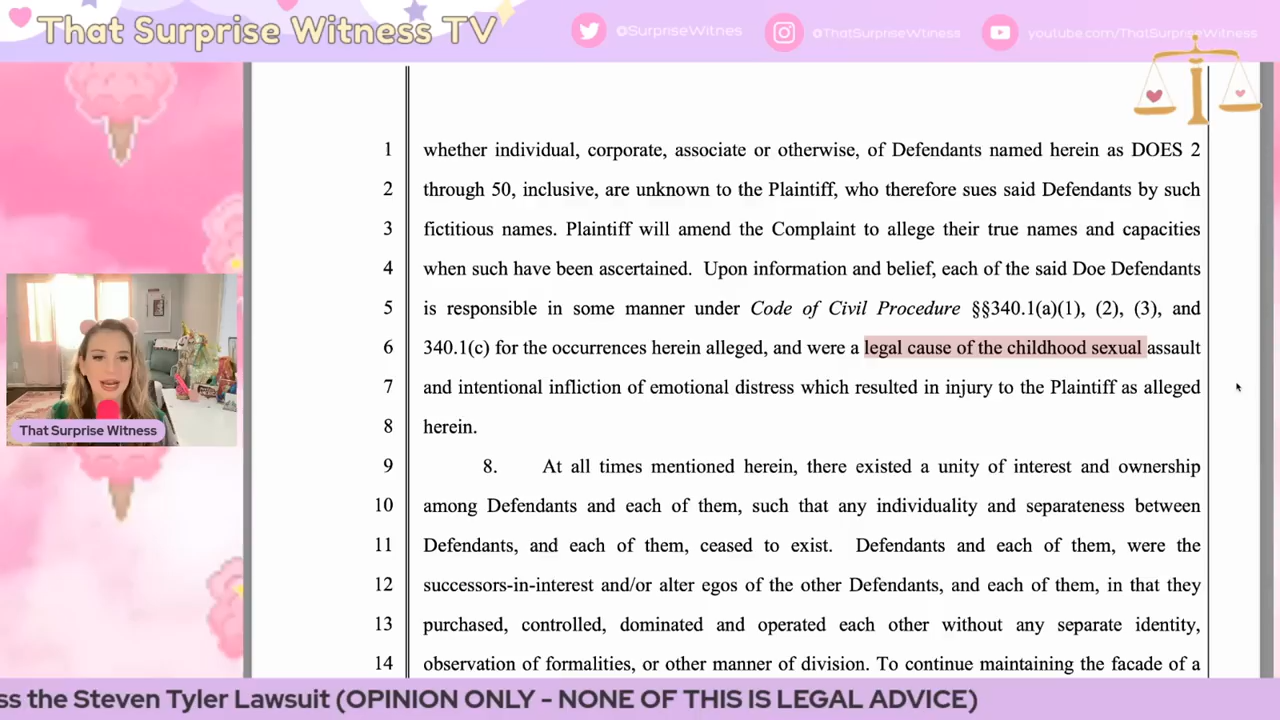 That Surprise Witness TV
@SurpriseWitnes
@ThatSurpriseWtiness
youtube.com/ThatSurpriseWitness
1 whether individual, corporate, associate or otherwise, of Defendants named herein as DOES 2
2 through 50, inclusive, are unknown to the Plaintiff, who therefore sues said Defendants by such
3 fictitious names. Plaintiff will amend the Complaint to allege their true names and capacities
4 when such have been ascertained. Upon information and belief, each of the said Doe Defendants
5 is responsible in some manner under Code of Civil Procedure §§340.1(a)(1), (2), (3), and
6 340.1(c) for the occurrences herein alleged, and were a legal cause of the childhood sexual assault
7 and intentional infliction of emotional distress which resulted in injury to the Plaintiff as alleged
8 herein.
9 8. At all times mentioned herein, there existed a unity of interest and ownership
10 among Defendants and each of them, such that any individuality and separateness between
11 Defendants, and each of them, ceased to exist. Defendants and each of them, were the
12 successors-in-interest and/or alter egos of the other Defendants, and each of them, in that they
13 purchased, controlled, dominated and operated each other without any separate identity,
14 observation of formalities, or other manner of division. To continue maintaining the facade of a
That Surprise Witness
ss the Steven Tyler Lawsuit (OPINION ONLY - NONE OF THIS IS LEGAL ADVICE)